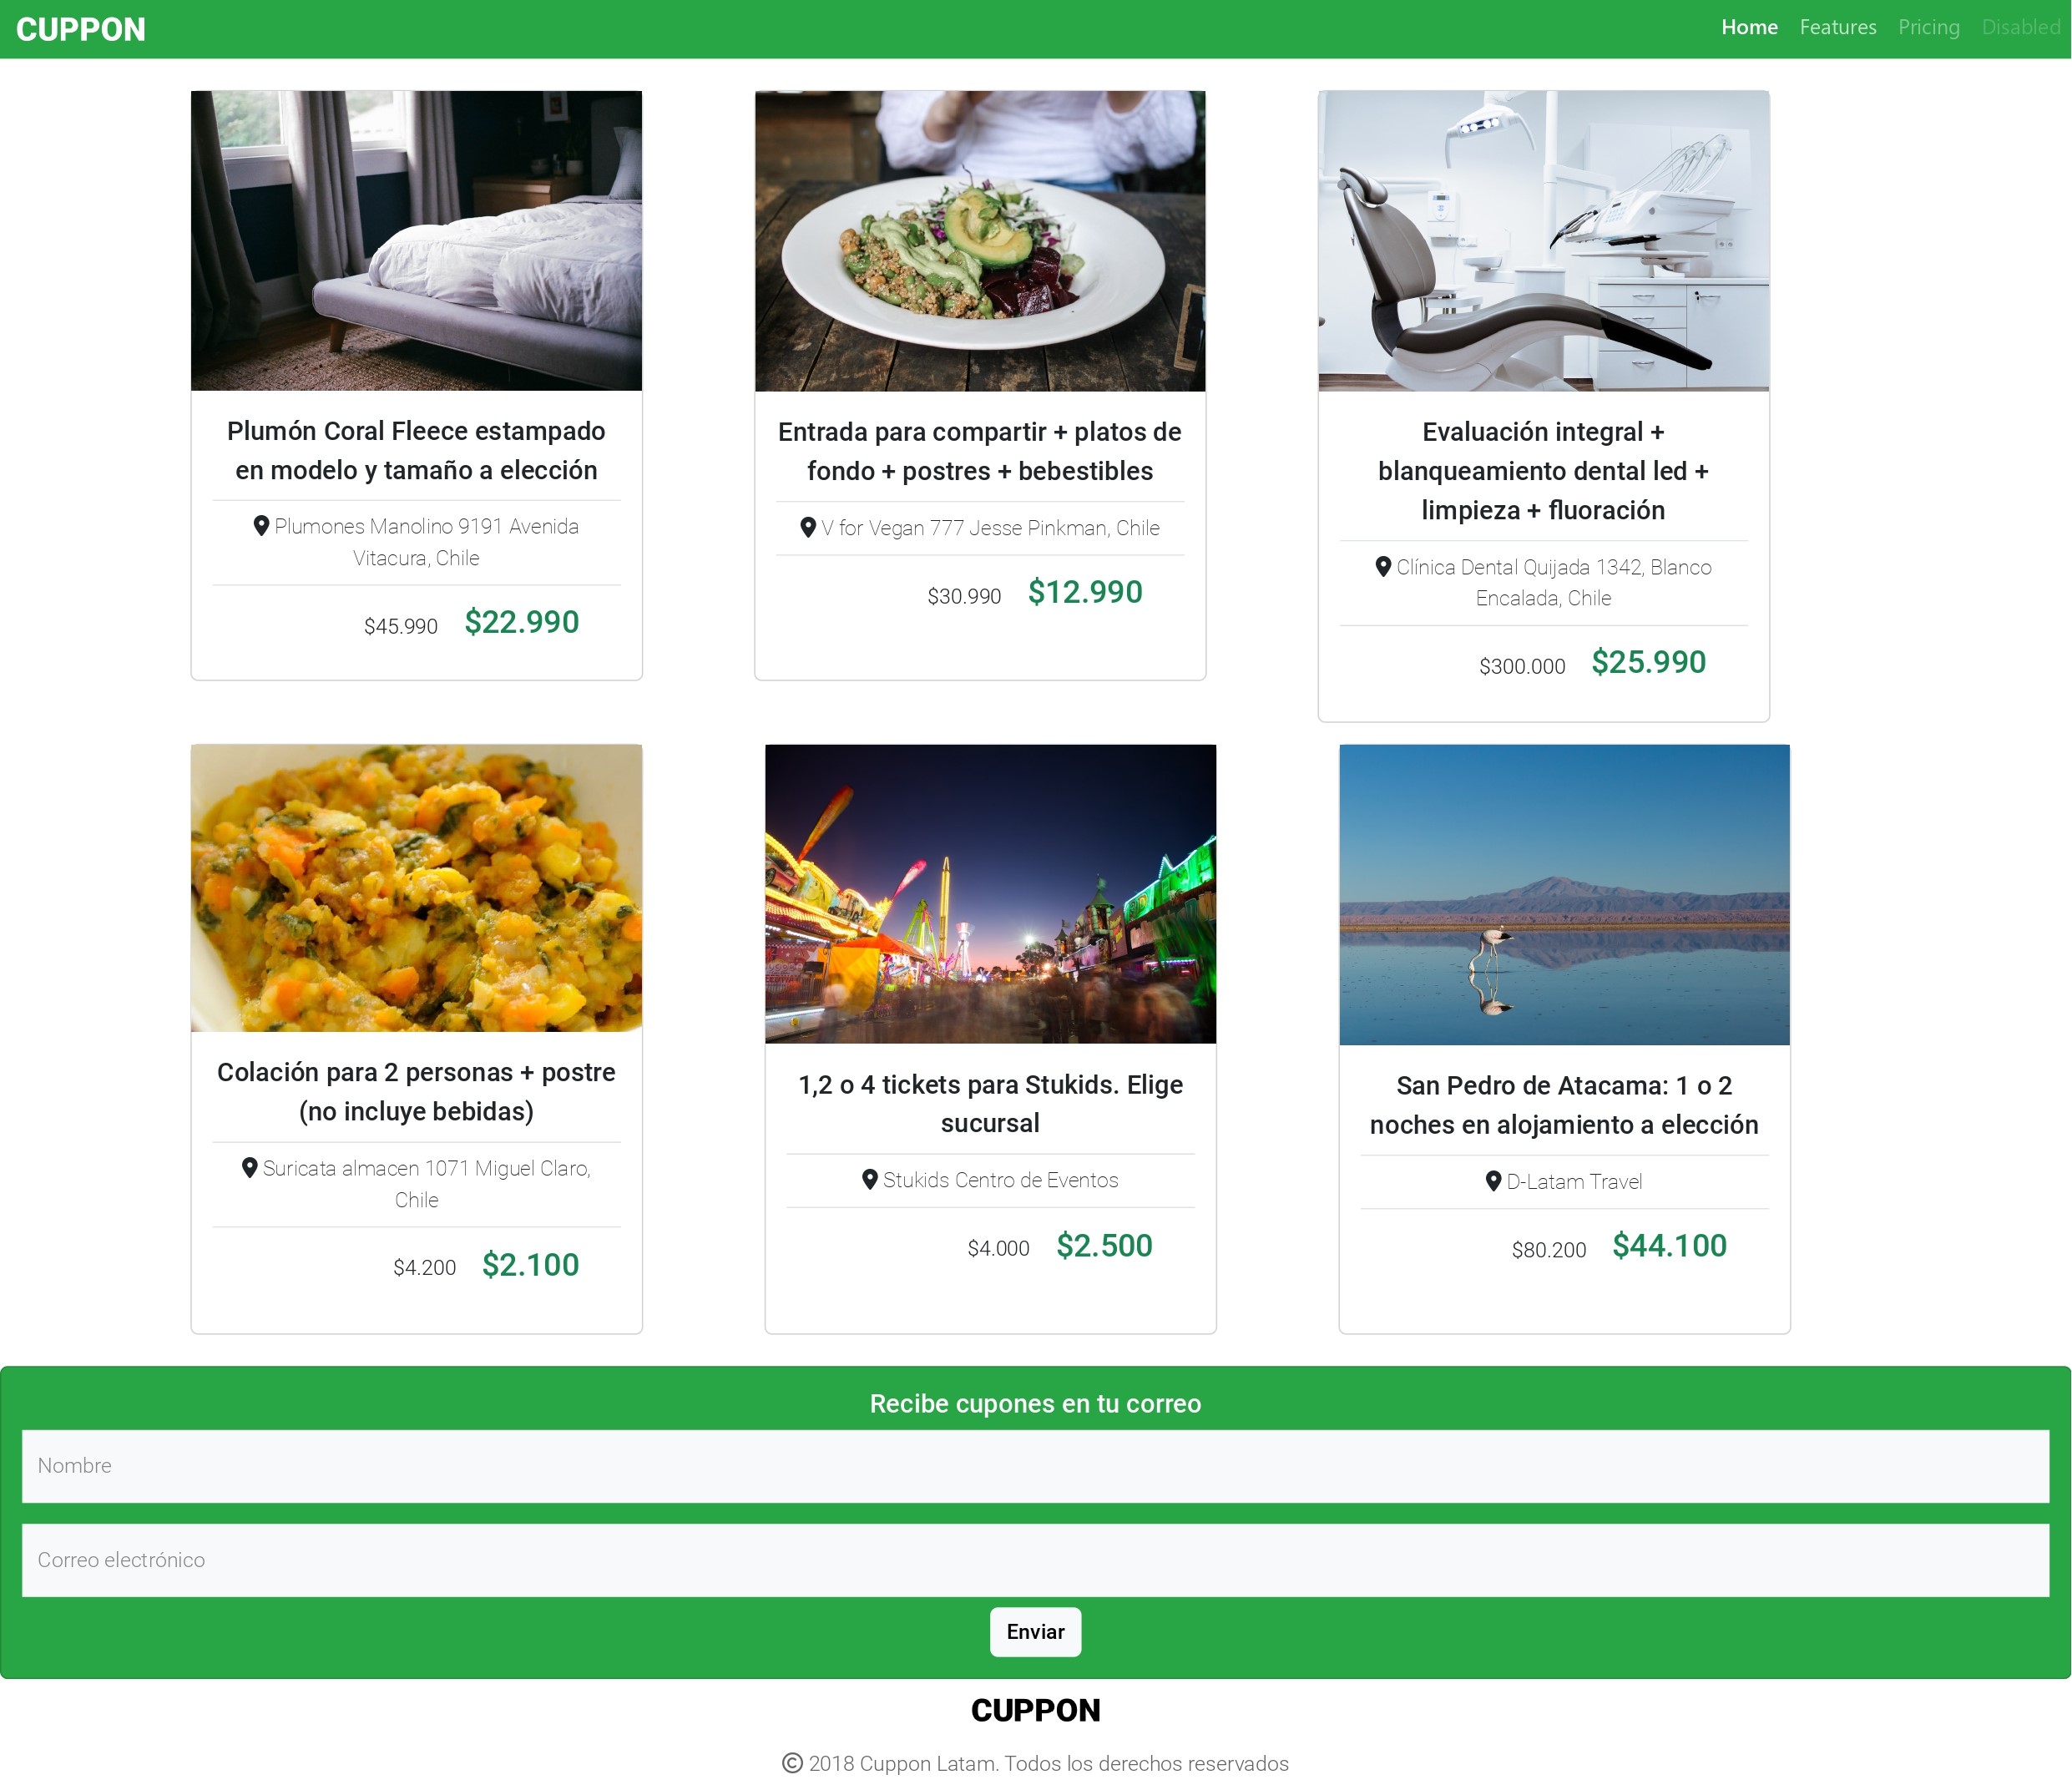 CUPPON
Home Features Pricing Disabled
Plumón Coral Fleece estampado
en modelo y tamaño a elección
Plumones Manolino 9191 Avenida
Vitacura, Chile
$45.990 $22.990
Entrada para compartir + platos de
fondo + postres + bebestibles
V for Vegan 777 Jesse Pinkman, Chile
$30.990 $12.990
Evaluación integral +
blanqueamiento dental led +
limpieza + fluoración
Clínica Dental Quijada 1342, Blanco
Encalada, Chile
$300.000 $25.990
Colación para 2 personas + postre
(no incluye bebidas)
Suricata almacen 1071 Miguel Claro,
Chile
$4.200 $2.100
1,2 o 4 tickets para Stukids. Elige
sucursal
Stukids Centro de Eventos
$4.000 $2.500
San Pedro de Atacama: 1 o 2
noches en alojamiento a elección
D-Latam Travel
$80.200 $44.100
Recibe cupones en tu correo
Nombre
Correo electrónico
Enviar
CUPPON
© 2018 Cuppon Latam. Todos los derechos reservados